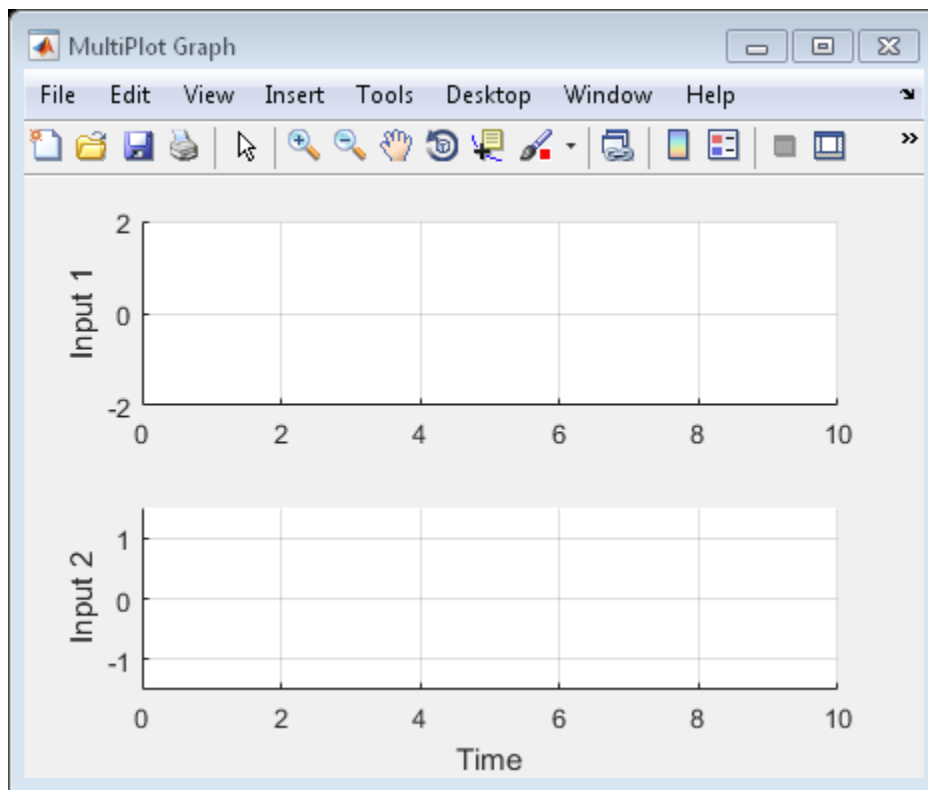 MultiPlot Graph
File Edit View Insert Tools Desktop Window Help
2
Input 1
0
-2
0 2 4 6 8 10
1
Input 2
0
-1
0 2 4 6 8 10
Time